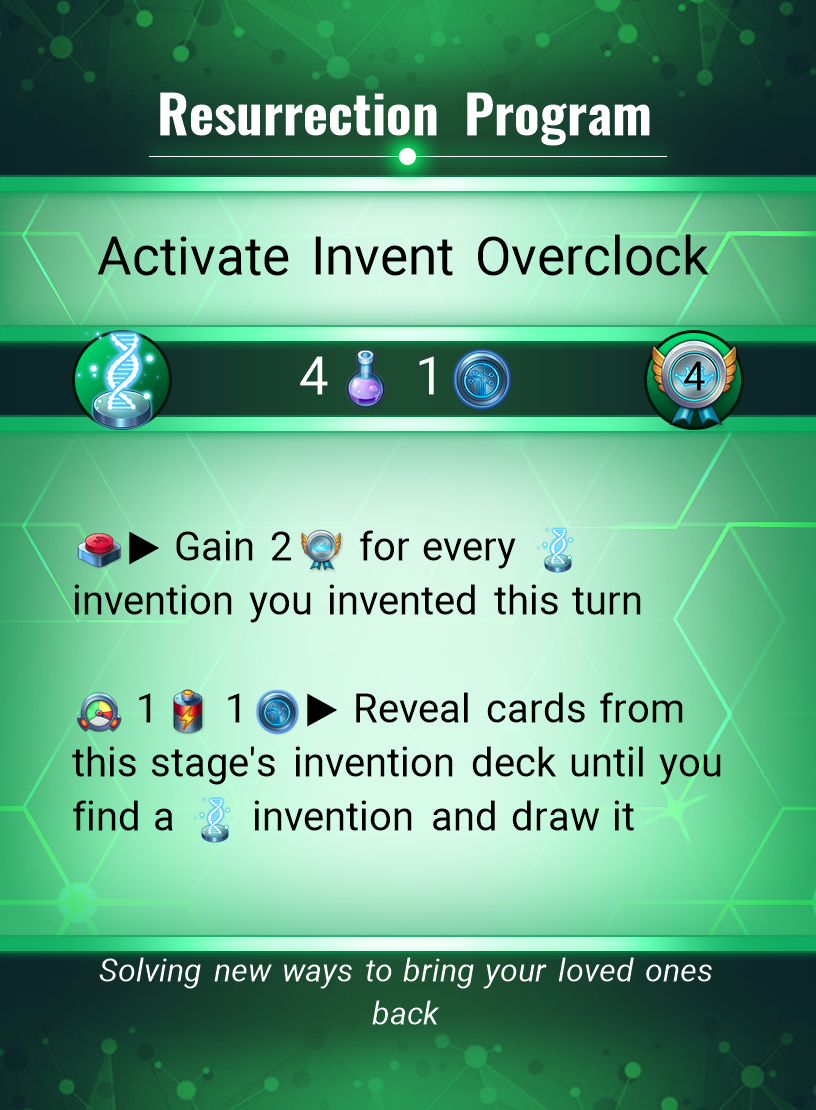 Resurrection Program
Activate Invent Overclock
4 1 4
▶ Gain 2 for every
invention you invented this turn
1 1 ▶ Reveal cards from
this stage's invention deck until you
find a invention and draw it
Solving new ways to bring your loved ones
back